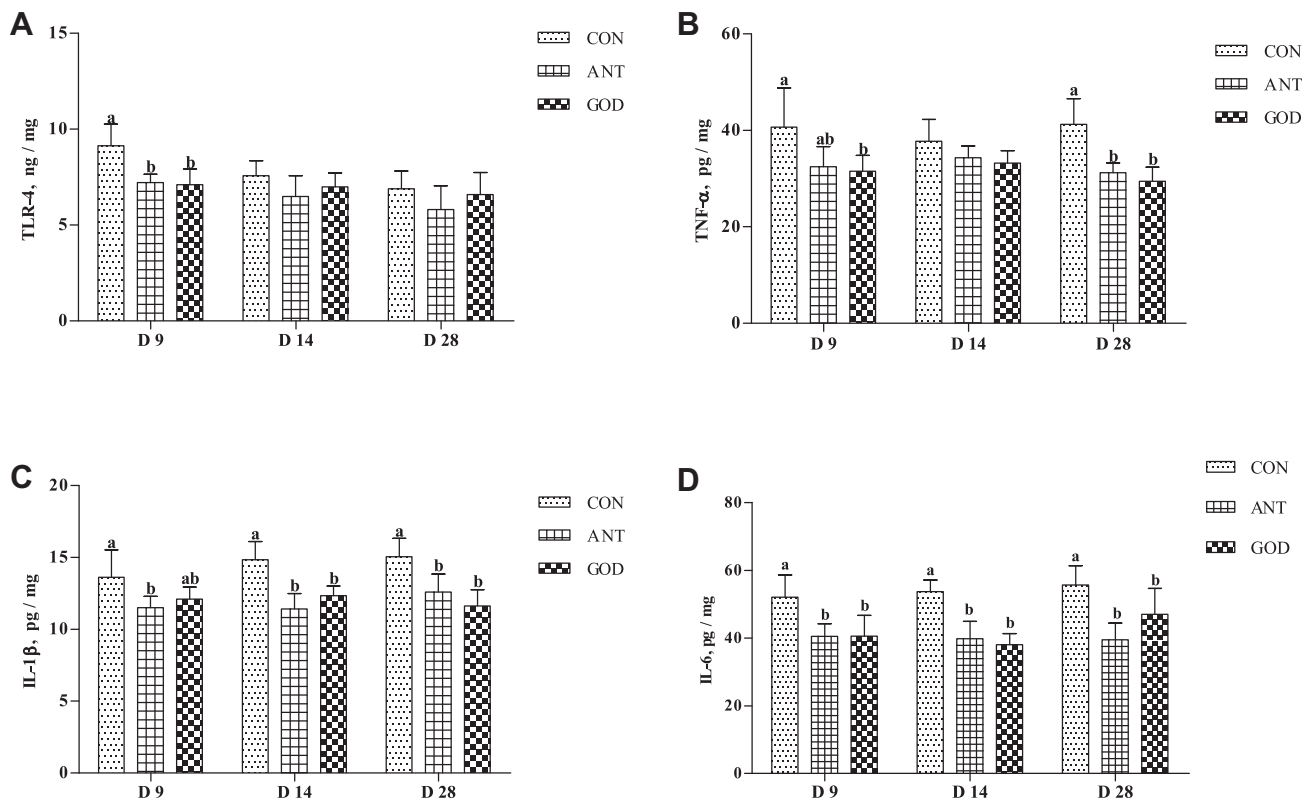 A
TLR-4, ng / mg
15
10
5
0
a
b
b
D 9
D 14
D 28
CON
ANT
GOD
B
TNF-α, pg / mg
60
40
20
0
a
ab
b
a
b
b
D 9
D 14
D 28
CON
ANT
GOD
C
IL-1β, pg / mg
20
15
10
5
0
a
b
ab
a
b
b
a
b
b
D 9
D 14
D 28
CON
ANT
GOD
D
IL-6, pg / mg
80
60
40
20
0
a
b
b
a
b
b
a
b
b
D 9
D 14
D 28
CON
ANT
GOD